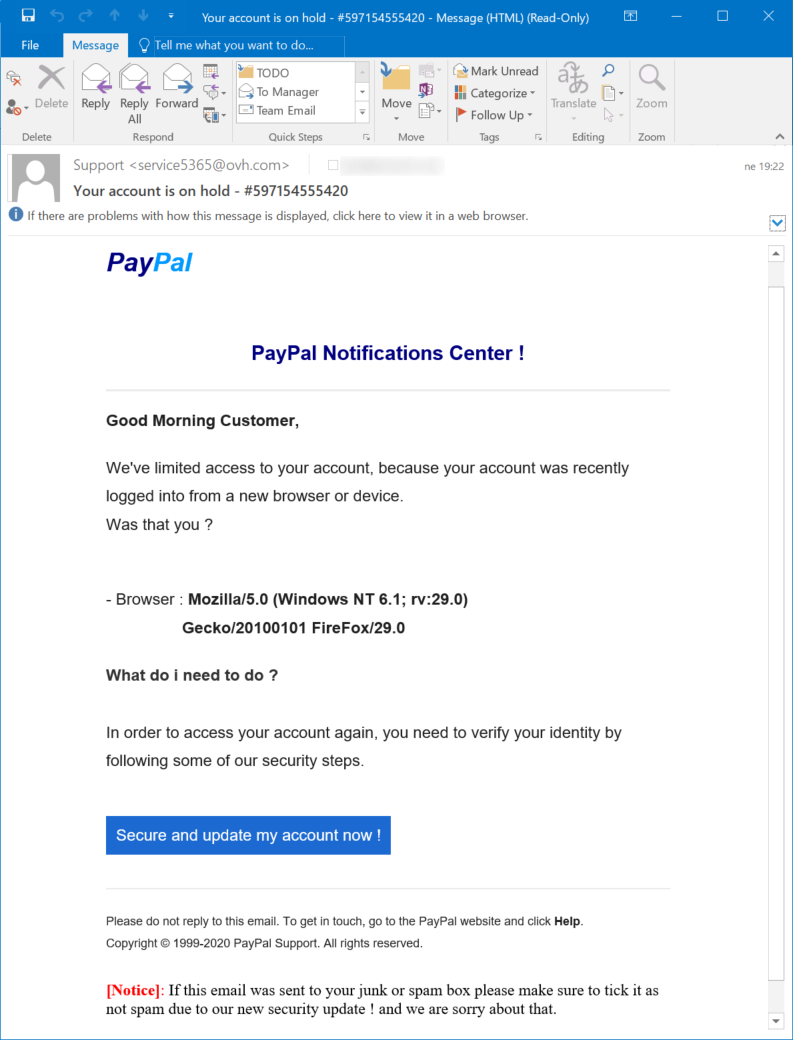 Your account is on hold - #597154555420 - Message (HTML) (Read-Only)
File Message Tell me what you want to do...
Delete
Reply
Reply All
Forward
TODO
To Manager
Team Email
Move
Mark Unread
Categorize
Follow Up
Translate
Zoom
Delete Respond Quick Steps Move Tags Editing Zoom
Support <service5365@ovh.com>
ne 19:22
Your account is on hold - #597154555420
If there are problems with how this message is displayed, click here to view it in a web browser.
PayPal
PayPal Notifications Center !
Good Morning Customer,
We've limited access to your account, because your account was recently
logged into from a new browser or device.
Was that you ?
- Browser : Mozilla/5.0 (Windows NT 6.1; rv:29.0)
Gecko/20100101 FireFox/29.0
What do i need to do ?
In order to access your account again, you need to verify your identity by
following some of our security steps.
Secure and update my account now !
Please do not reply to this email. To get in touch, go to the PayPal website and click Help.
Copyright © 1999-2020 PayPal Support. All rights reserved.
[Notice]: If this email was sent to your junk or spam box please make sure to tick it as
not spam due to our new security update ! and we are sorry about that.